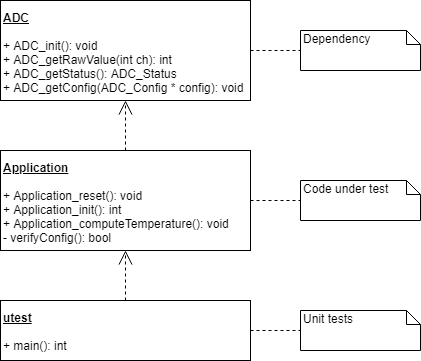 ADC
+ ADC_init(): void
+ ADC_getRawValue(int ch): int
+ ADC_getStatus(): ADC_Status
+ ADC_getConfig(ADC_Config * config): void
Dependency
Application
+ Application_reset(): void
+ Application_init(): int
+ Application_computeTemperature(): void
- verifyConfig(): bool
Code under test
utest
+ main(): int
Unit tests